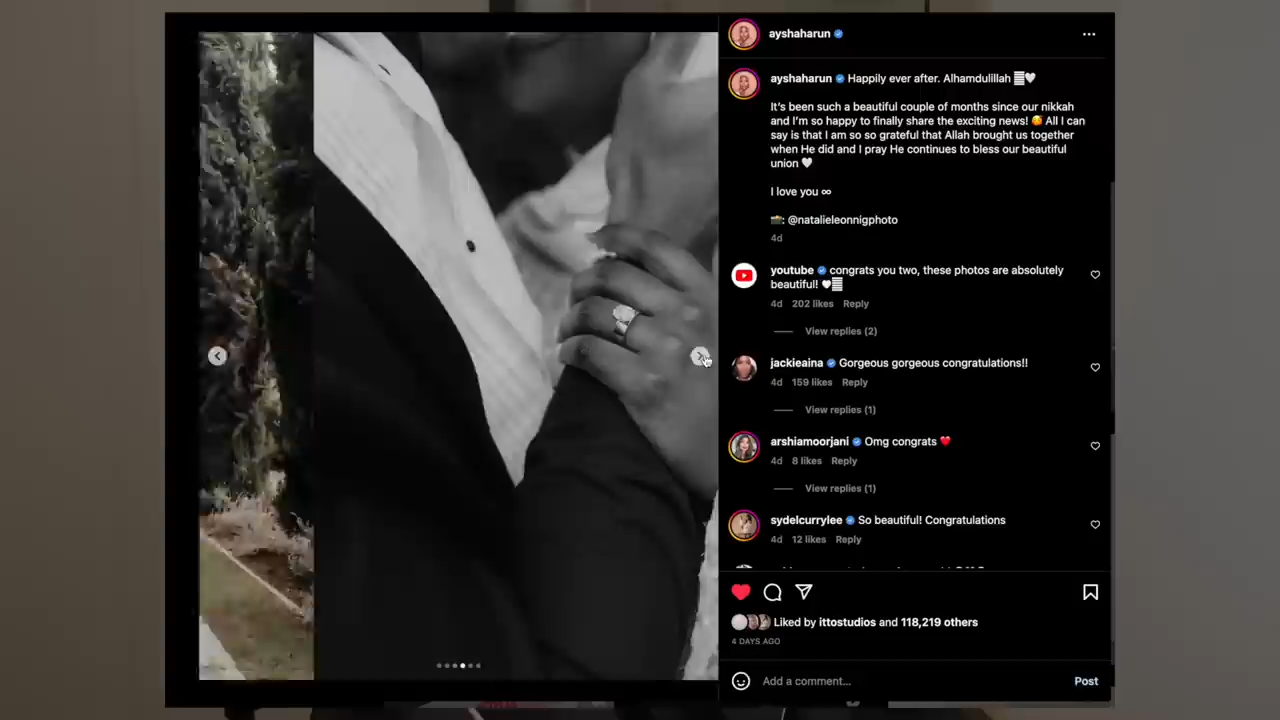 ayshaharun
ayshaharun Happily ever after. Alhamdulillah
It's been such a beautiful couple of months since our nikkah
and I'm so happy to finally share the exciting news! 🥰 All I can
say is that I am so so grateful that Allah brought us together
when He did and I pray He continues to bless our beautiful
union 🤍
I love you ∞
📸: @natalieleonnigphoto
4d
youtube congrats you two, these photos are absolutely
beautiful! 🤍
4d 202 likes Reply
View replies (2)
jackieaina Gorgeous gorgeous congratulations!!
4d 159 likes Reply
View replies (1)
arshiamoorjani Omg congrats ❤️
4d 8 likes Reply
View replies (1)
sydelcurrylee So beautiful! Congratulations
4d 12 likes Reply
Liked by ittostudios and 118,219 others
4 DAYS AGO
Add a comment...
Post